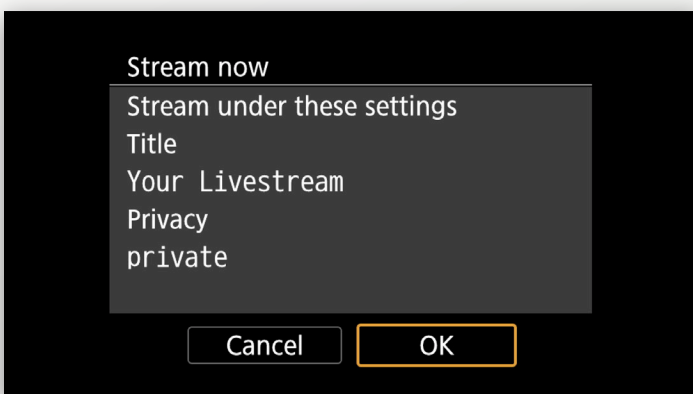 Stream now
Stream under these settings
Title
Your Livestream
Privacy
private
Cancel
OK